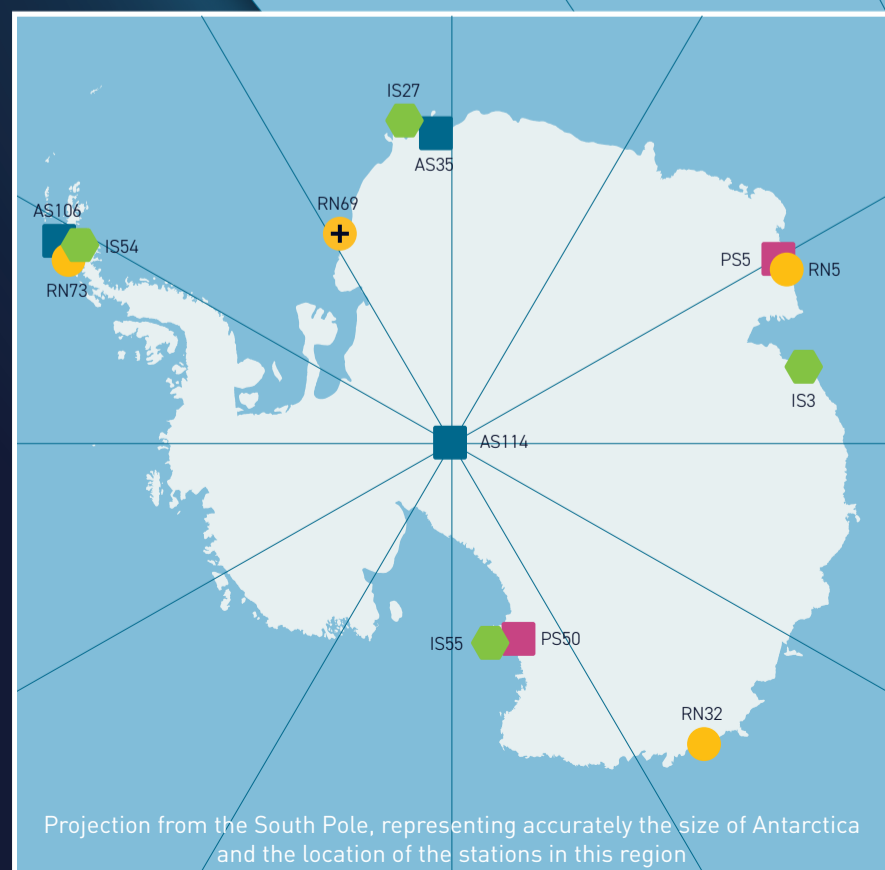 IS27
AS35
RN69
AS106
IS54
RN73
PS5
RN5
IS3
AS114
IS55
PS50
RN32
Projection from the South Pole, representing accurately the size of Antarctica
and the location of the stations in this region